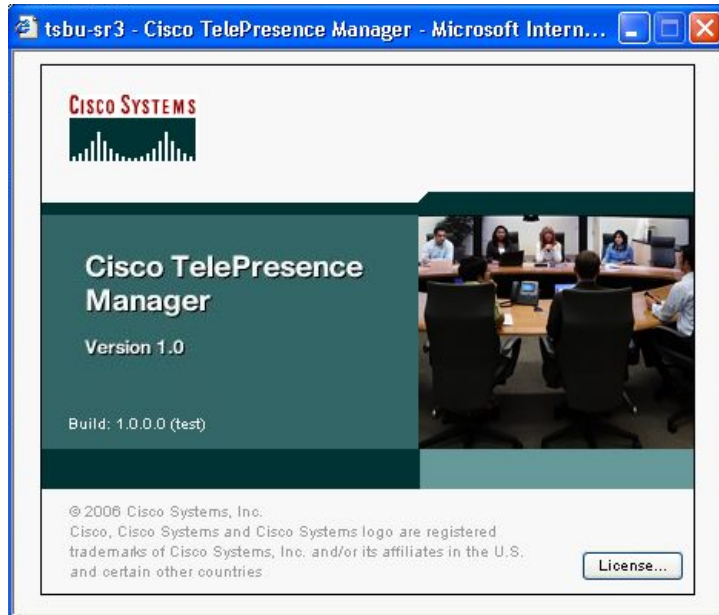 tsbu-sr3 - Cisco TelePresence Manager - Microsoft Intern...
CISCO SYSTEMS
Cisco TelePresence
Manager
Version 1.0
Build: 1.0.0.0 (test)
© 2006 Cisco Systems, Inc.
Cisco, Cisco Systems and Cisco Systems logo are registered
trademarks of Cisco Systems, Inc. and/or its affiliates in the U.S.
and certain other countries
License...